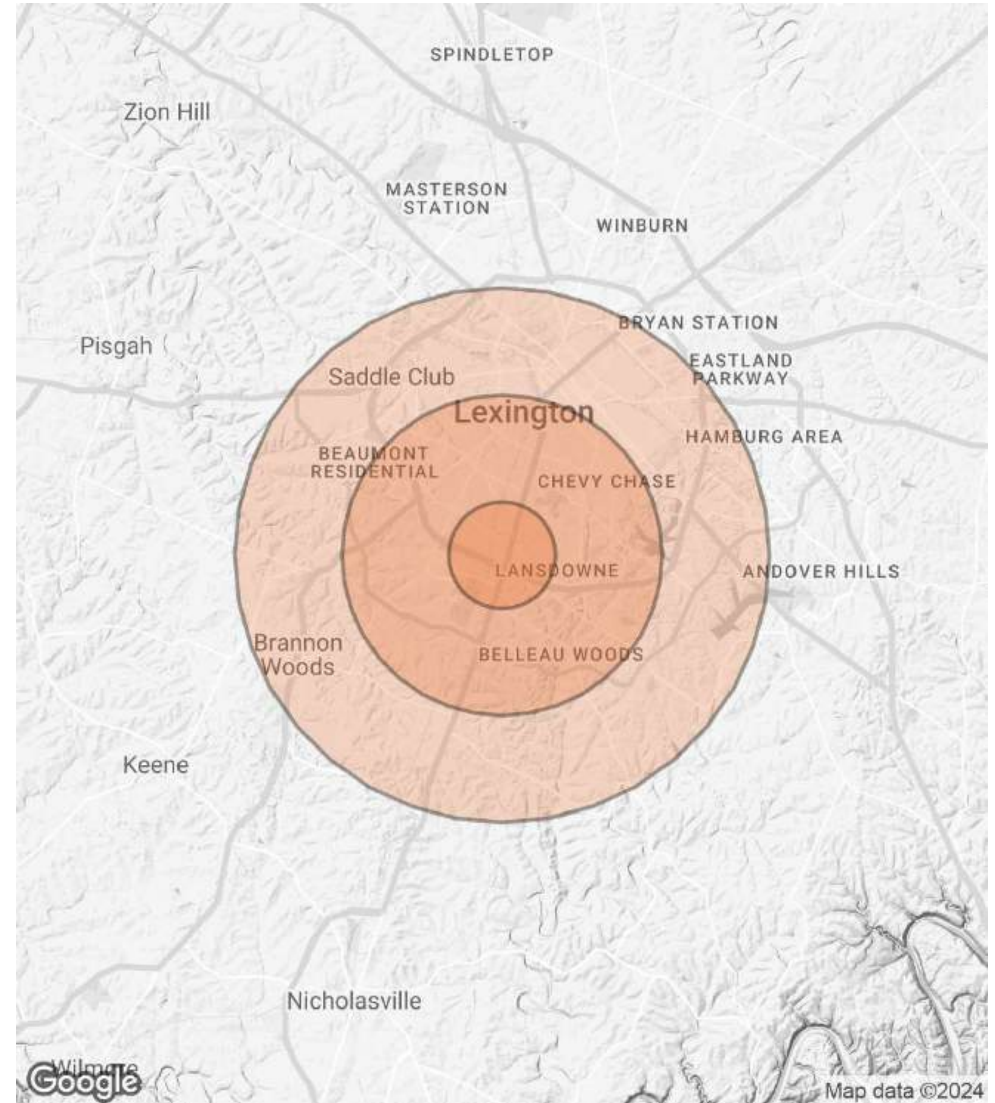 SPINDLETOP
Zion Hill
MASTERSON
STATION
WINBURN
BRYAN STATION
Pisgah
EASTLAND
PARKWAY
Saddle Club
Lexington
HAMBURG AREA
BEAUMONT
RESIDENTIAL
CHEVY CHASE
LANSDOWNE
ANDOVER HILLS
Brannon
Woods
BELLEAU WOODS
Keene
Nicholasville
Wilmore
Google
Map data ©2024